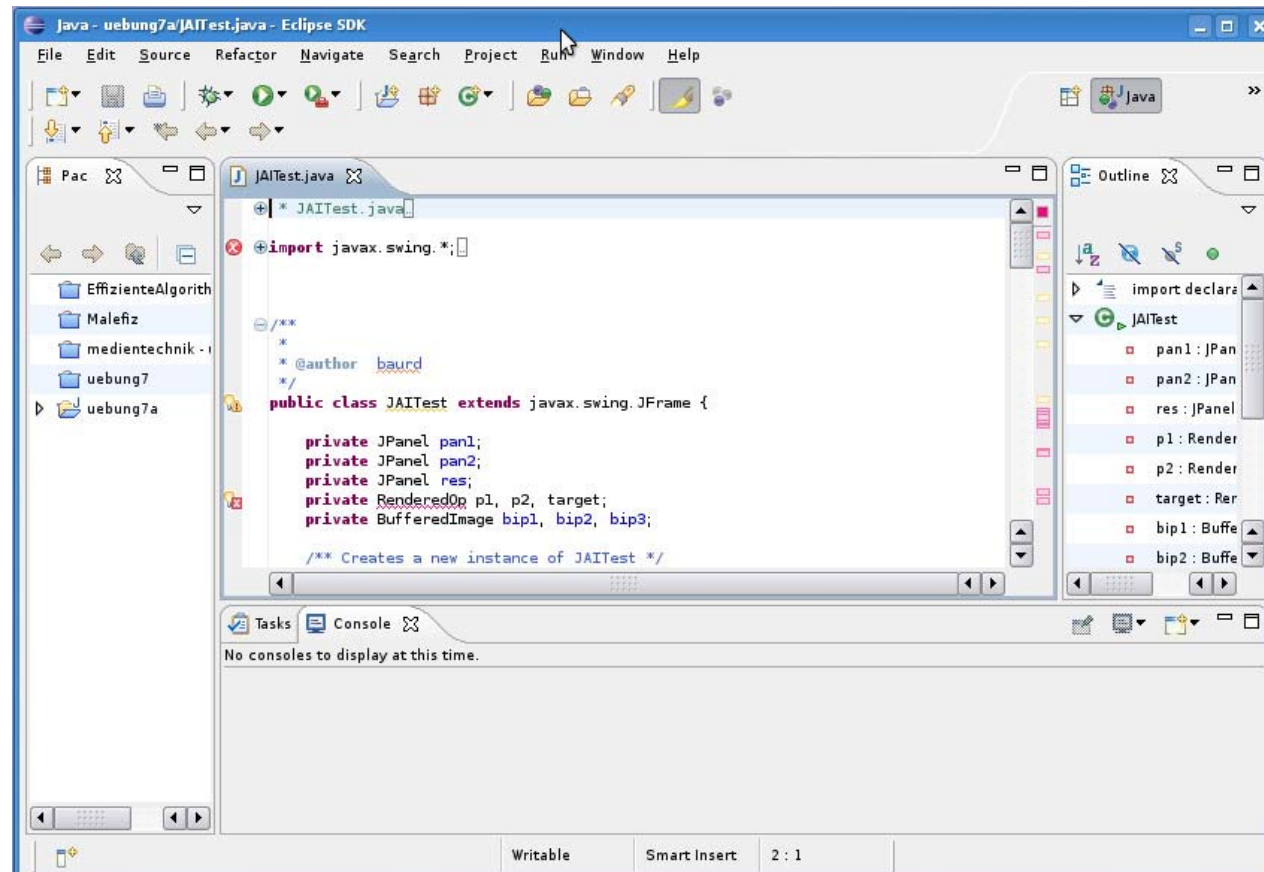 Java - uebung7a/JAITest.java - Eclipse SDK
File Edit Source Refactor Navigate Search Project Run Window Help
Java »
Pac
JAITest.java
Outline
* JAITest.java
import javax.swing.*;
/**
*
* @author baurd
*/
public class JAITest extends javax.swing.JFrame {
private JPanel pan1;
private JPanel pan2;
private JPanel res;
private RenderedOp p1, p2, target;
private BufferedImage bip1, bip2, bip3;
/** Creates a new instance of JAITest */
EffizienteAlgorith
Malefiz
medientechnik -
uebung7
uebung7a
import declara
JAITest
pan1 : JPan
pan2 : JPan
res : JPanel
p1 : Render
p2 : Render
target : Rer
bip1 : Buffe
bip2 : Buffe
Tasks Console
No consoles to display at this time.
Writable Smart Insert 2 : 1